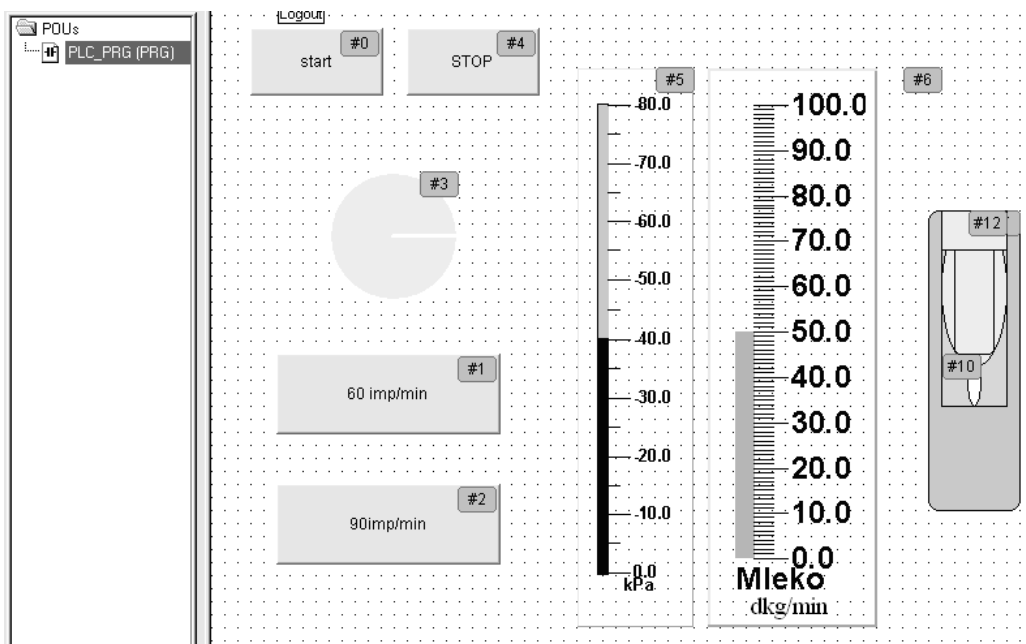 POUs
PLC_PRG (PRG)
Logout
start
#0
STOP
#4
#3
60 imp/min
#1
90imp/min
#2
#5
-80.0
-70.0
-60.0
-50.0
-40.0
-30.0
-20.0
-10.0
0.0
kPa
100.0
90.0
80.0
70.0
60.0
50.0
40.0
30.0
20.0
10.0
0.0
Mleko
dkg/min
#6
#12
#10